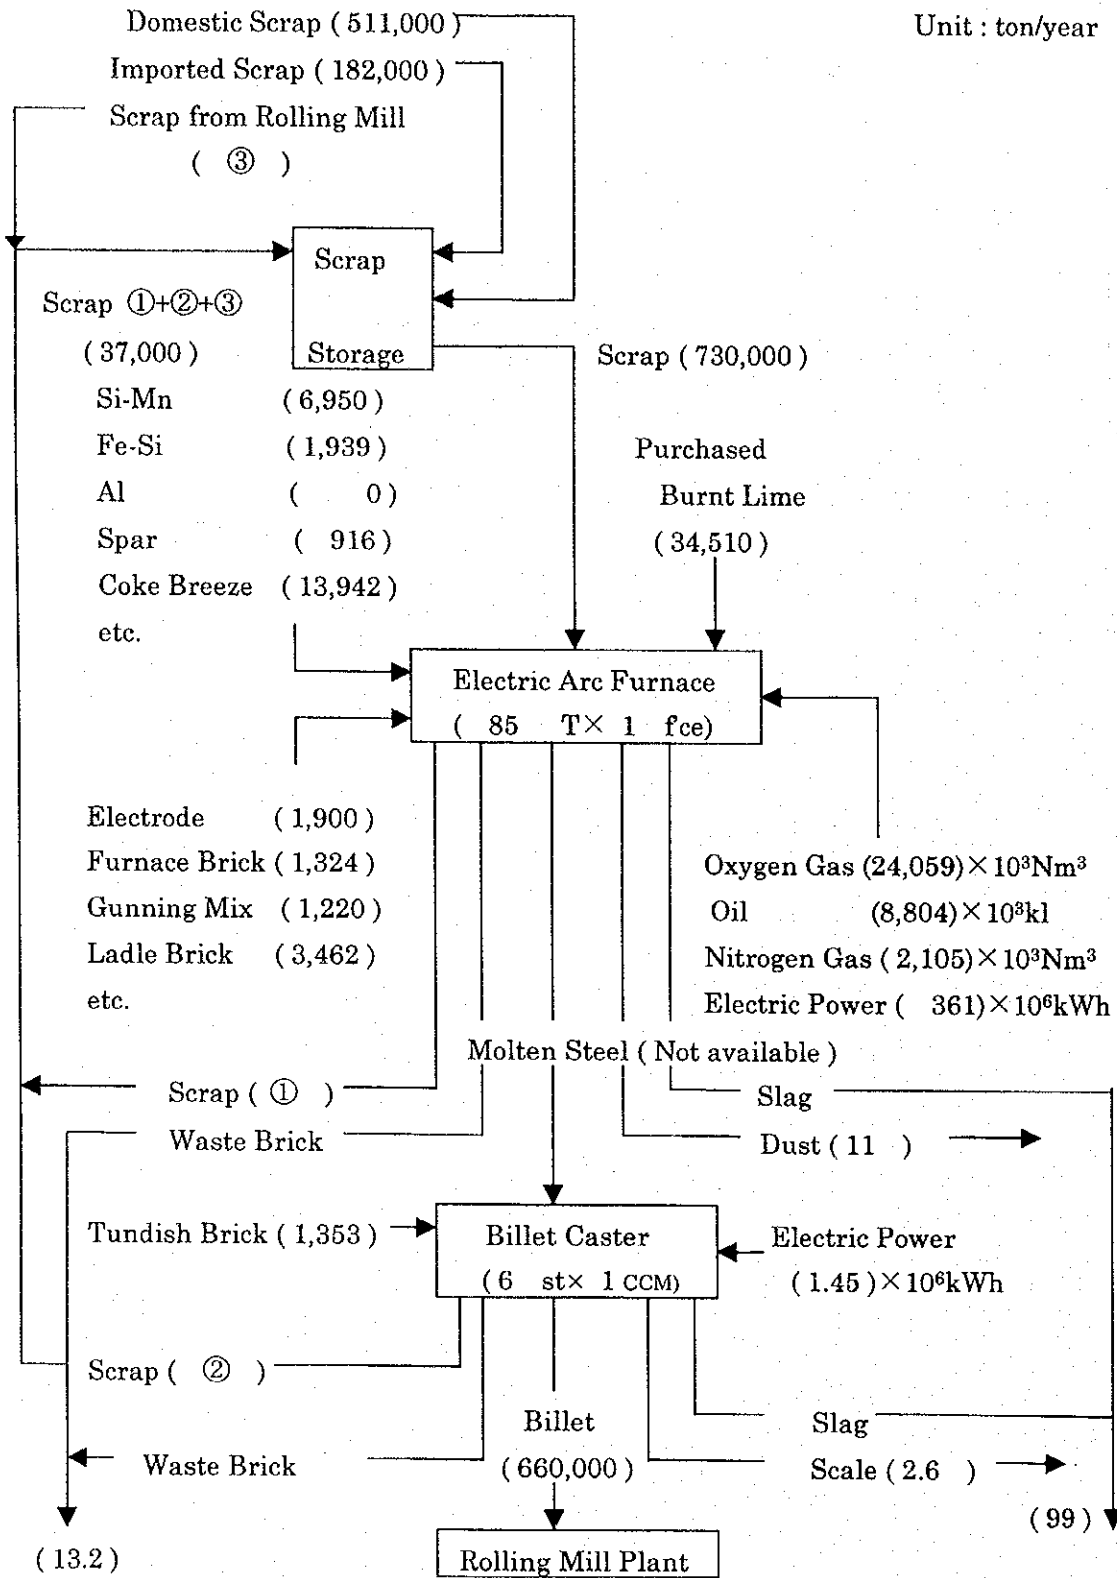 Domestic Scrap ( 511,000 )
Unit : ton/year
Imported Scrap ( 182,000 )
Scrap from Rolling Mill
( ③ )
Scrap
Storage
Scrap ①+②+③
( 37,000 )
Scrap ( 730,000 )
Si-Mn ( 6,950 )
Fe-Si ( 1,939 )
Al ( 0 )
Spar ( 916 )
Coke Breeze ( 13,942 )
etc.
Purchased
Burnt Lime
( 34,510 )
Electric Arc Furnace
( 85 T× 1 fce)
Electrode ( 1,900 )
Furnace Brick ( 1,324 )
Gunning Mix ( 1,220 )
Ladle Brick ( 3,462 )
etc.
Oxygen Gas (24,059)×10³Nm³
Oil (8,804)×10³kl
Nitrogen Gas ( 2,105)×10³Nm³
Electric Power ( 361)×10⁶kWh
Molten Steel ( Not available )
Scrap ( ① )
Slag
Waste Brick
Dust ( 11 )
Tundish Brick ( 1,353 )
Billet Caster
( 6 st× 1 CCM)
Electric Power
( 1.45 )×10⁶kWh
Scrap ( ② )
Billet
( 660,000 )
Slag
Waste Brick
Scale ( 2.6 )
( 99 )
( 13.2 )
Rolling Mill Plant